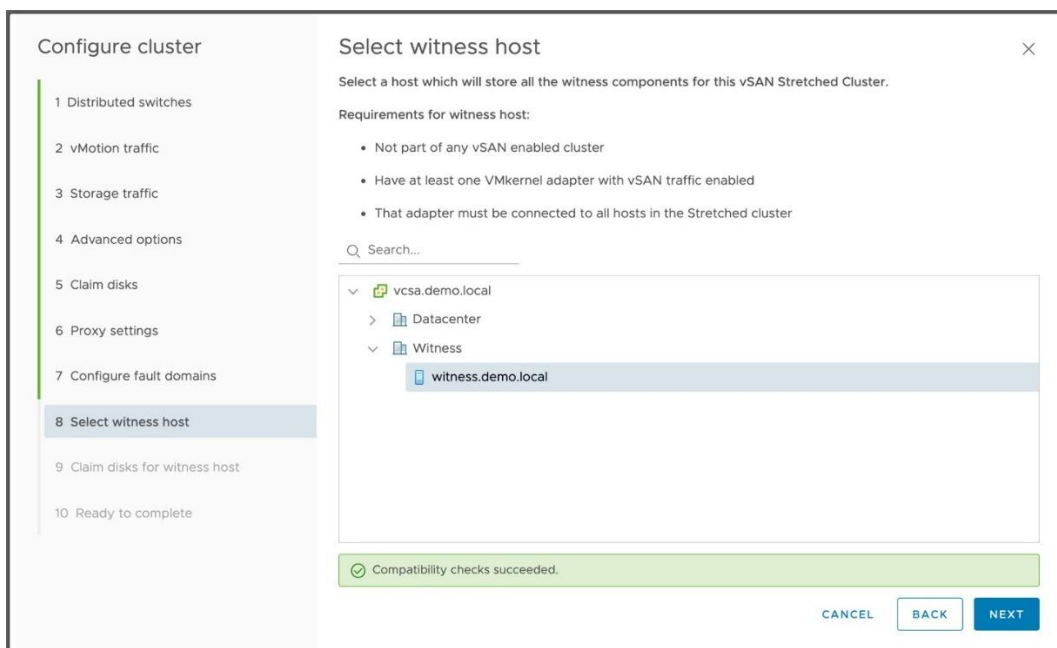 Configure cluster
1 Distributed switches
2 vMotion traffic
3 Storage traffic
4 Advanced options
5 Claim disks
6 Proxy settings
7 Configure fault domains
8 Select witness host
9 Claim disks for witness host
10 Ready to complete
Select witness host
Select a host which will store all the witness components for this vSAN Stretched Cluster.
Requirements for witness host:
• Not part of any vSAN enabled cluster
• Have at least one VMkernel adapter with vSAN traffic enabled
• That adapter must be connected to all hosts in the Stretched cluster
Search...
vcsa.demo.local
Datacenter
Witness
witness.demo.local
Compatibility checks succeeded.
CANCEL BACK NEXT